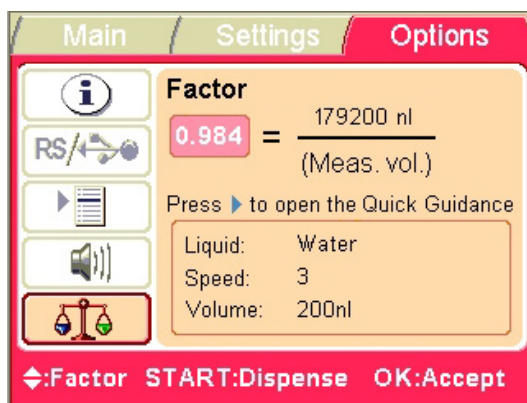 Main Settings Options
i
RS/
Factor
0.984 = 179200 nl
(Meas. vol.)
Press to open the Quick Guidance
Liquid: Water
Speed: 3
Volume: 200nl
:Factor START:Dispense OK:Accept